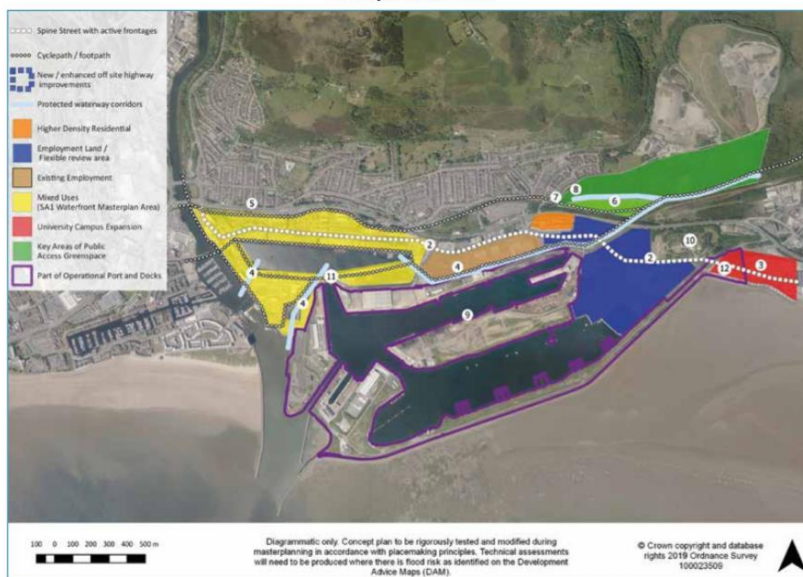 Spine Street with active frontages
Cyclepath / footpath
New / enhanced off site highway
improvements
Protected waterway corridors
Higher Density Residential
Employment Land /
Flexible review area
Existing Employment
Mixed Uses
(SA1 Waterfront Masterplan Area)
University Campus Expansion
Key Areas of Public
Access Greenspace
Part of Operational Port and Docks
5
7
8
6
2
10
4
4
11
2
12
3
4
9
100 0 100 200 300 400 500 m
Diagrammatic only. Concept plan to be rigorously tested and modified during
masterplanning in accordance with placemaking principles. Technical assessments
will need to be produced where there is flood risk as identified on the Development
Advice Maps (DAM).
© Crown copyright and database
rights 2019 Ordnance Survey
100023509